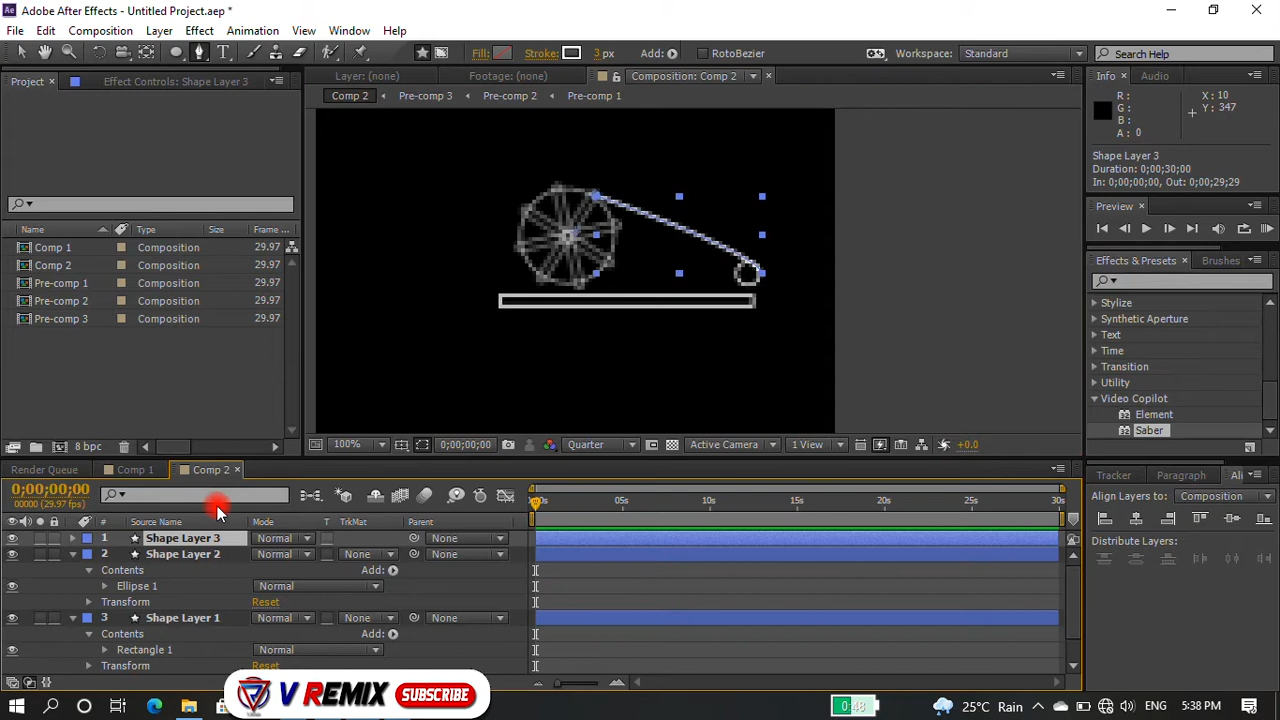 Adobe After Effects - Untitled Project.aep *
File Edit Composition Layer Effect Animation View Window Help
Fill: Stroke: 3 px Add: RotoBezier Workspace: Standard Search Help
Project Effect Controls: Shape Layer 3 Layer: (none) Footage: (none) Composition: Comp 2 Info Audio
Comp 2 Pre-comp 3 Pre-comp 2 Pre-comp 1
R: X: 10
G: Y: 347
B:
A: 0
Shape Layer 3
Duration: 0;00;30;00
In: 0;00;00;00, Out: 0;00;29;29
Preview
Name Type Size Frame ...
Comp 1 Composition 29.97
Comp 2 Composition 29.97
Pre-comp 1 Composition 29.97
Pre-comp 2 Composition 29.97
Pre-comp 3 Composition 29.97
Effects & Presets Brushes
Stylize
Synthetic Aperture
Text
Time
Transition
Utility
Video Copilot
Element
Saber
8 bpc 100% 0;00;00;00 Quarter Active Camera 1 View +0.0
Render Queue Comp 1 Comp 2
Tracker Paragraph Ali
0;00;00;00
00000 (29.97 fps)
0s 05s 10s 15s 20s 25s 30s
Align Layers to: Composition
# Source Name Mode T TrkMat Parent
Distribute Layers:
1 Shape Layer 3 Normal None
2 Shape Layer 2 Normal None None
Contents Add:
Ellipse 1 Normal
Transform Reset
3 Shape Layer 1 Normal None None
Contents Add:
Rectangle 1 Normal
Transform Reset
V REMIX SUBSCRIBE
0:48 25°C Rain ENG 5:38 PM